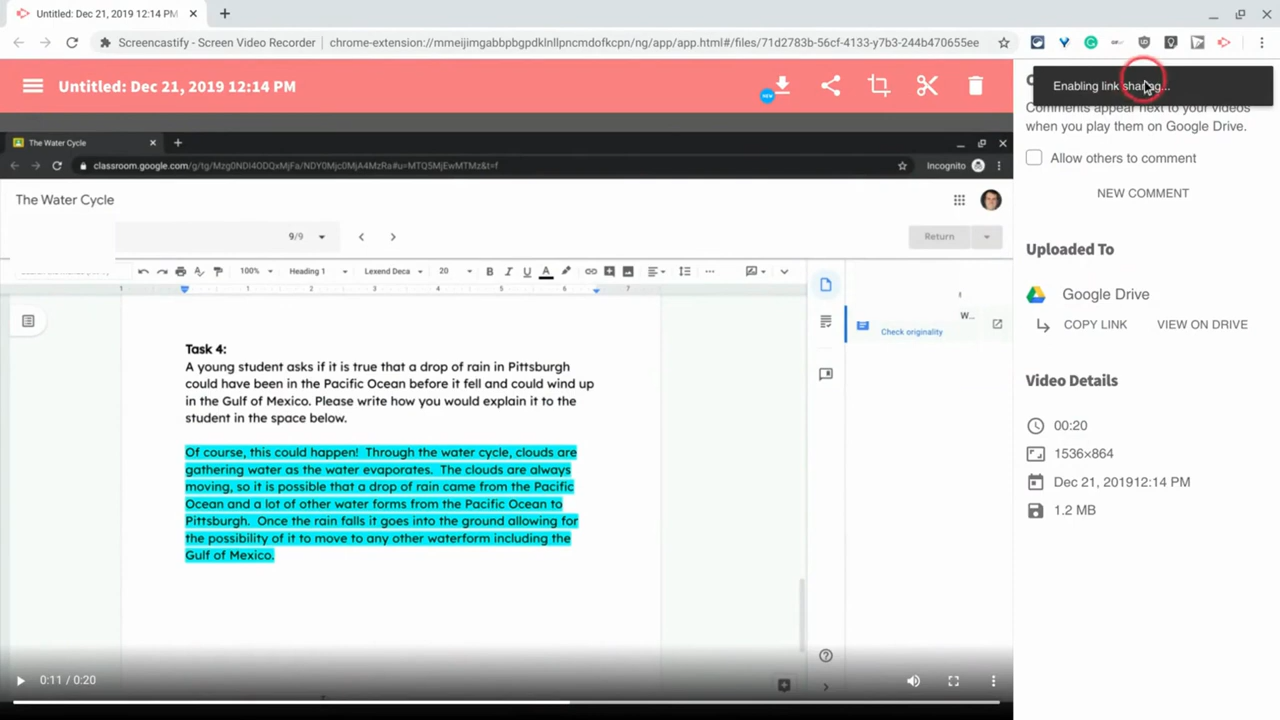 Untitled: Dec 21, 2019 12:14 PM
Screencastify - Screen Video Recorder
chrome-extension://mmeijimgabbpbgpdklnllpncmdofkcpn/ng/app/app.html#/files/71d2783b-56cf-4133-y7b3-244b470655ee
Untitled: Dec 21, 2019 12:14 PM
NEW
Enabling link sharing...
Comments appear next to your videos
when you play them on Google Drive.
Allow others to comment
NEW COMMENT
Uploaded To
Google Drive
COPY LINK
VIEW ON DRIVE
Video Details
00:20
1536×864
Dec 21, 201912:14 PM
1.2 MB
The Water Cycle
Incognito
The Water Cycle
9/9
Return
100%
Heading 1
Lexend Deca
20
B I U A
1 1 2 3 4 5 6 7
W...
Check originality
Task 4:
A young student asks if it is true that a drop of rain in Pittsburgh
could have been in the Pacific Ocean before it fell and could wind up
in the Gulf of Mexico. Please write how you would explain it to the
student in the space below.
Of course, this could happen! Through the water cycle, clouds are
gathering water as the water evaporates. The clouds are always
moving, so it is possible that a drop of rain came from the Pacific
Ocean and a lot of other water forms from the Pacific Ocean to
Pittsburgh. Once the rain falls it goes into the ground allowing for
the possibility of it to move to any other waterform including the
Gulf of Mexico.
0:11 / 0:20